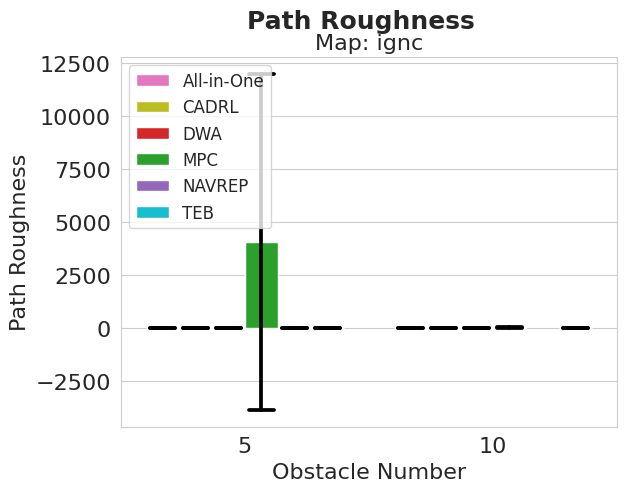 Path Roughness
Map: ignc
12500
10000
7500
5000
2500
0
−2500
Path Roughness
All-in-One
CADRL
DWA
MPC
NAVREP
TEB
5
10
Obstacle Number